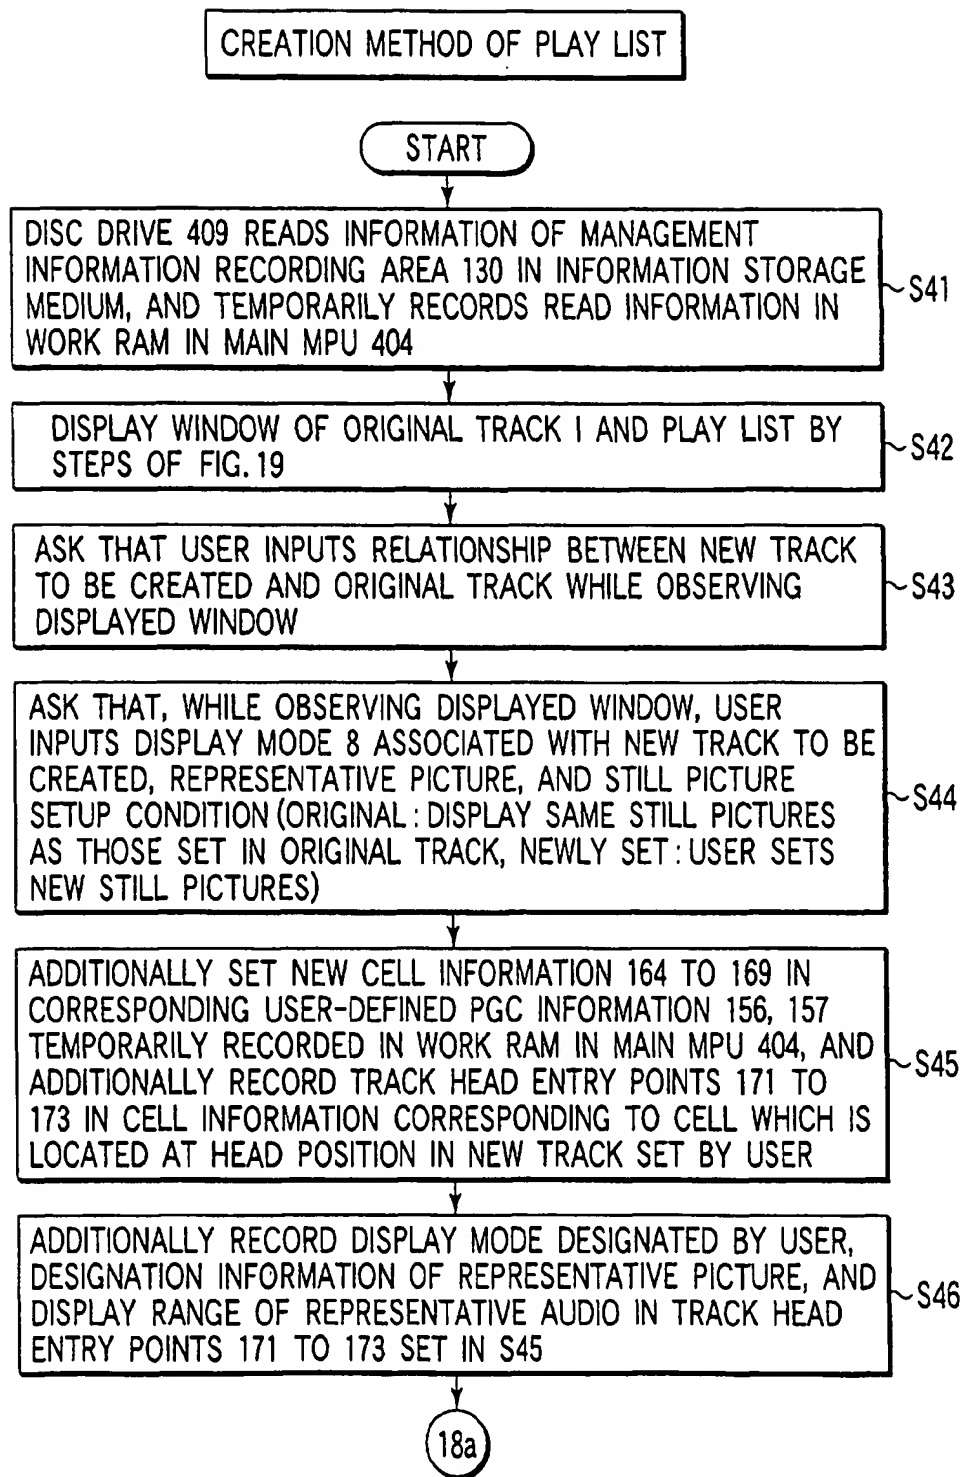 CREATION METHOD OF PLAY LIST
START
DISC DRIVE 409 READS INFORMATION OF MANAGEMENT
INFORMATION RECORDING AREA 130 IN INFORMATION STORAGE
MEDIUM, AND TEMPORARILY RECORDS READ INFORMATION IN
WORK RAM IN MAIN MPU 404
S41
DISPLAY WINDOW OF ORIGINAL TRACK I AND PLAY LIST BY
STEPS OF FIG.19
S42
ASK THAT USER INPUTS RELATIONSHIP BETWEEN NEW TRACK
TO BE CREATED AND ORIGINAL TRACK WHILE OBSERVING
DISPLAYED WINDOW
S43
ASK THAT, WHILE OBSERVING DISPLAYED WINDOW, USER
INPUTS DISPLAY MODE 8 ASSOCIATED WITH NEW TRACK TO BE
CREATED, REPRESENTATIVE PICTURE, AND STILL PICTURE
SETUP CONDITION (ORIGINAL : DISPLAY SAME STILL PICTURES
AS THOSE SET IN ORIGINAL TRACK, NEWLY SET : USER SETS
NEW STILL PICTURES)
S44
ADDITIONALLY SET NEW CELL INFORMATION 164 TO 169 IN
CORRESPONDING USER-DEFINED PGC INFORMATION 156, 157
TEMPORARILY RECORDED IN WORK RAM IN MAIN MPU 404, AND
ADDITIONALLY RECORD TRACK HEAD ENTRY POINTS 171 TO
173 IN CELL INFORMATION CORRESPONDING TO CELL WHICH IS
LOCATED AT HEAD POSITION IN NEW TRACK SET BY USER
S45
ADDITIONALLY RECORD DISPLAY MODE DESIGNATED BY USER,
DESIGNATION INFORMATION OF REPRESENTATIVE PICTURE, AND
DISPLAY RANGE OF REPRESENTATIVE AUDIO IN TRACK HEAD
ENTRY POINTS 171 TO 173 SET IN S45
S46
18a